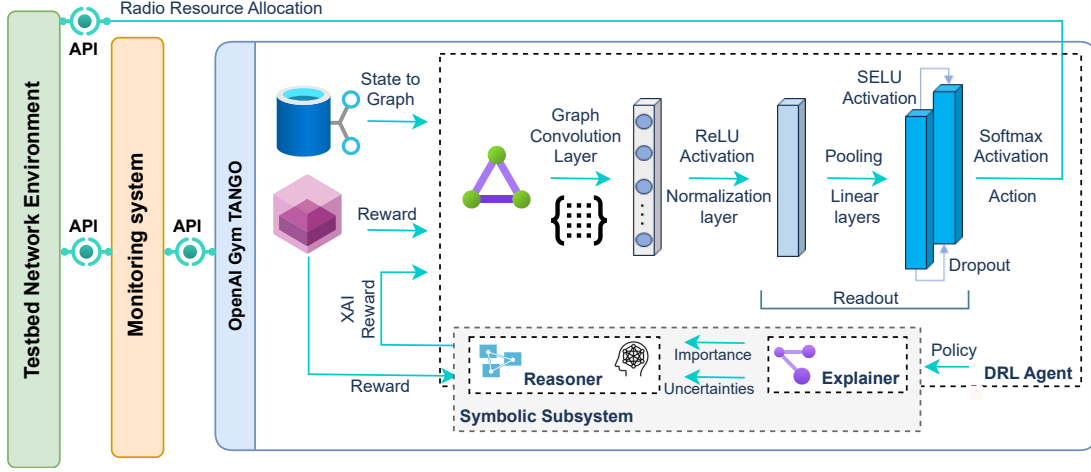 Radio Resource Allocation
API
Testbed Network Environment
API
Monitoring system
API
OpenAI Gym TANGO
State to
Graph
Reward
XAI
Reward
Reward
Graph
Convolution
Layer
ReLU
Activation
Normalization
layer
Pooling
Linear
layers
SELU
Activation
Dropout
Softmax
Activation
Action
Readout
Reasoner
Importance
Uncertainties
Explainer
Symbolic Subsystem
Policy
DRL Agent